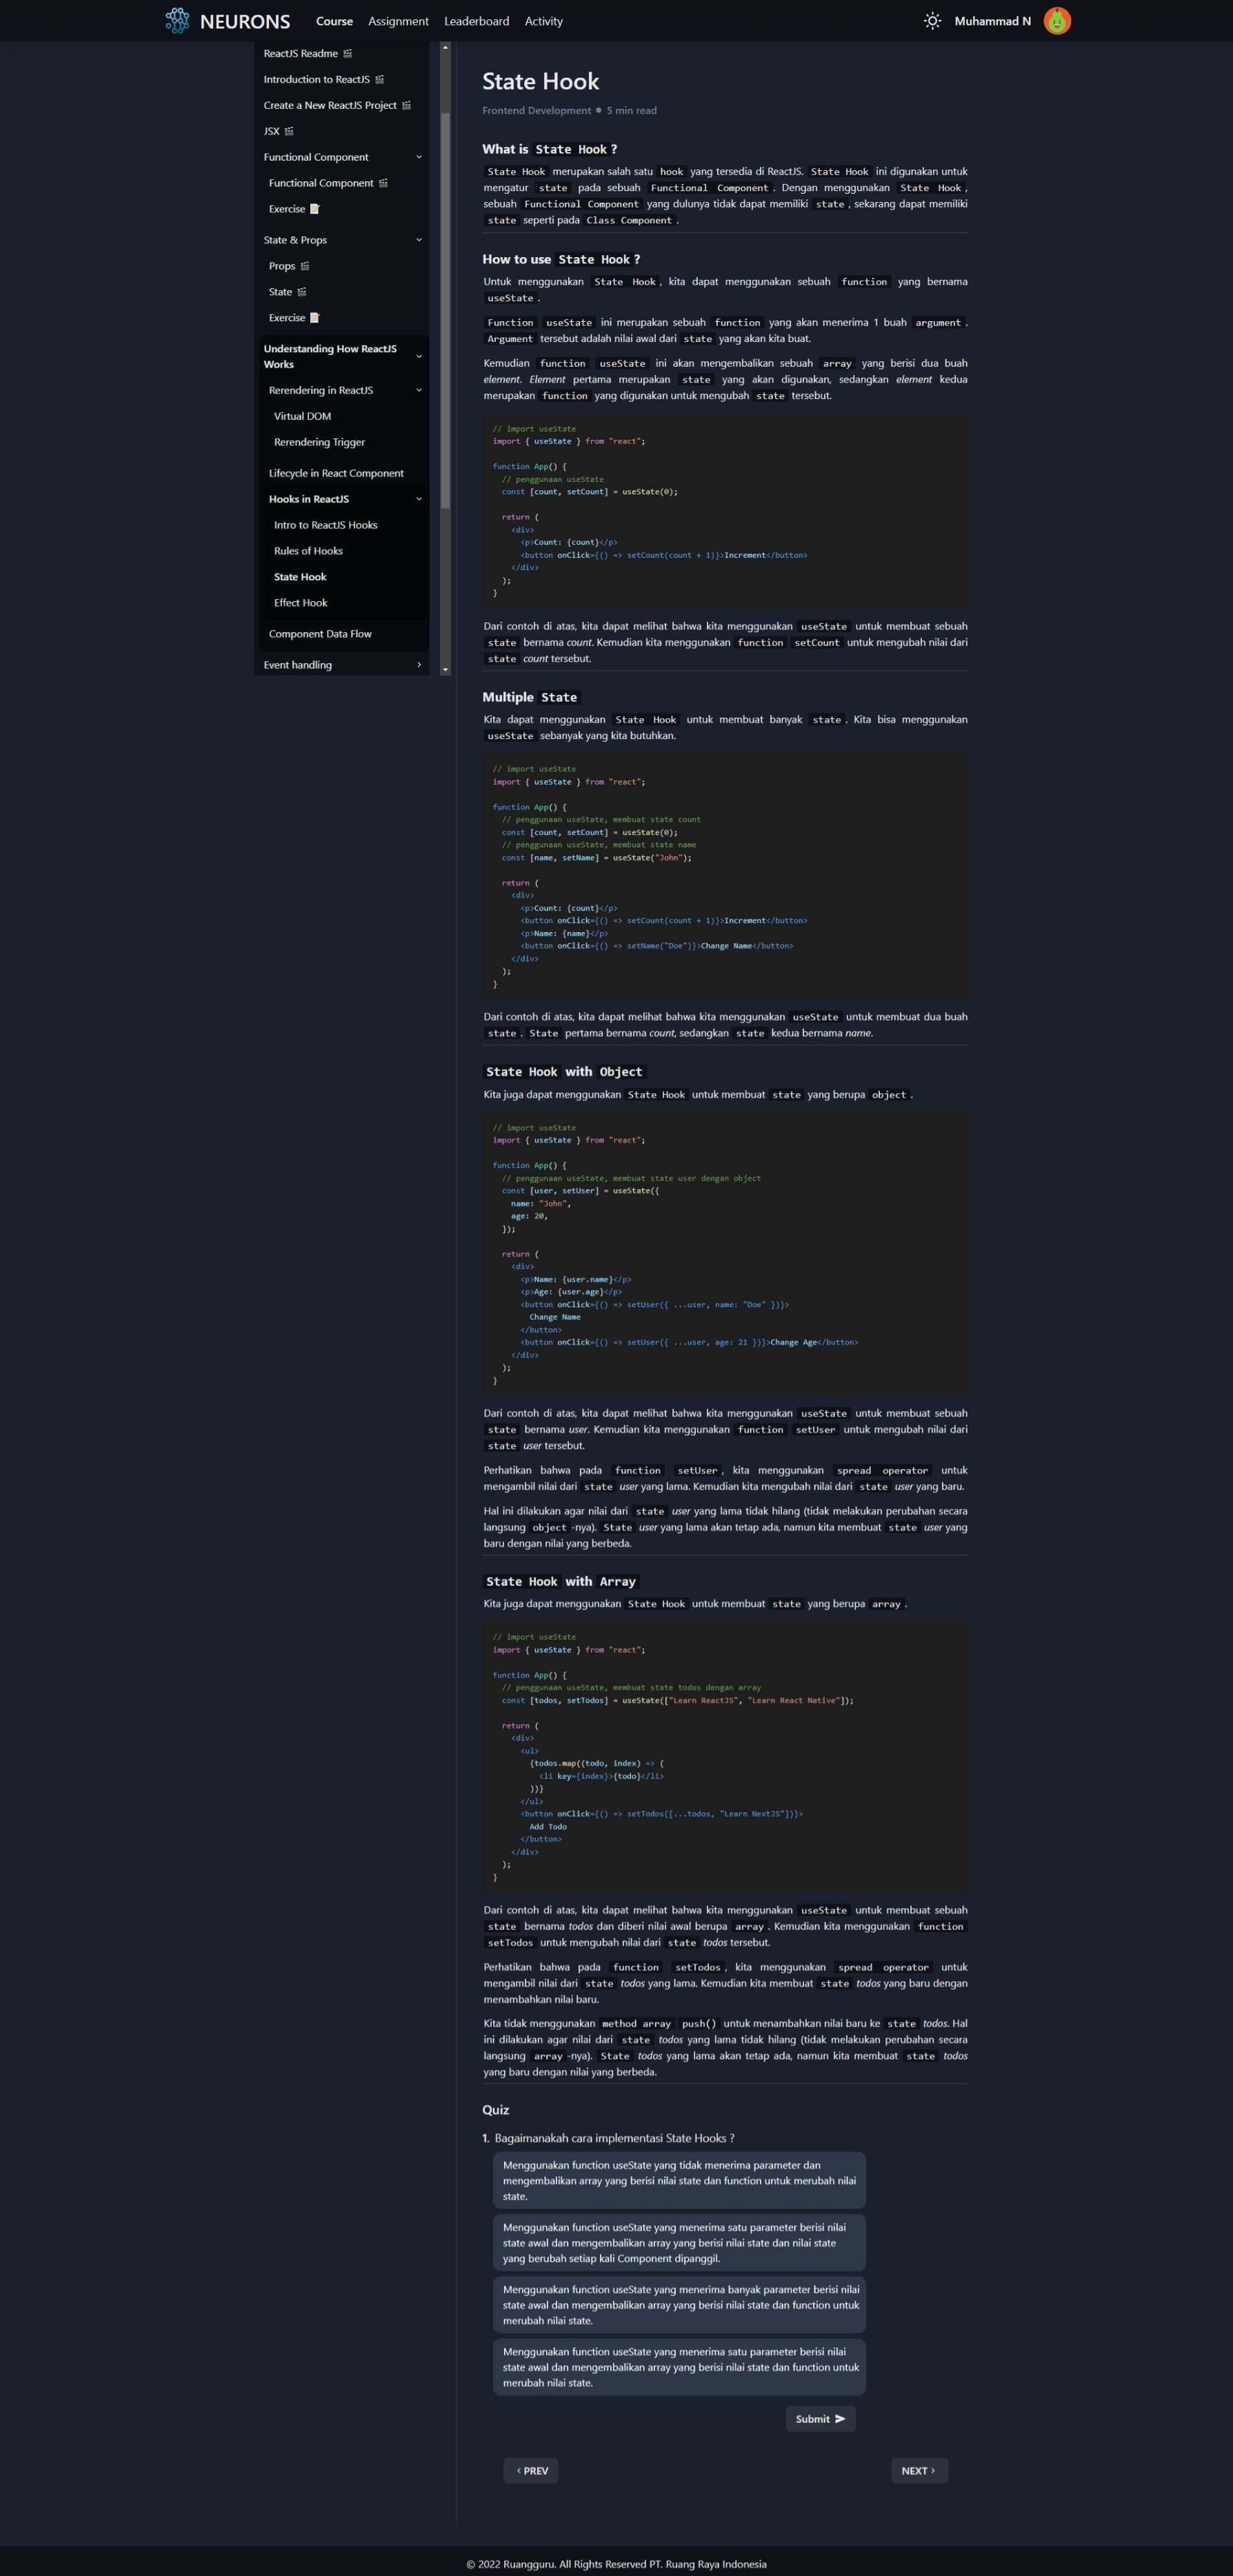 NEURONS Course Assignment Leaderboard Activity Muhammad N
ReactJS Readme
Introduction to ReactJS
Create a New ReactJS Project
JSX
Functional Component
Functional Component
Exercise
State & Props
Props
State
Exercise
Understanding How ReactJS
Works
Rerendering in ReactJS
Virtual DOM
Rerendering Trigger
Lifecycle in React Component
Hooks in ReactJS
Intro to ReactJS Hooks
Rules of Hooks
State Hook
Effect Hook
Component Data Flow
Event handling
State Hook
Frontend Development • 5 min read
What is State Hook ?
State Hook merupakan salah satu hook yang tersedia di ReactJS. State Hook ini digunakan untuk
mengatur state pada sebuah Functional Component . Dengan menggunakan State Hook ,
sebuah Functional Component yang dulunya tidak dapat memiliki state , sekarang dapat memiliki
state seperti pada Class Component .
How to use State Hook ?
Untuk menggunakan State Hook , kita dapat menggunakan sebuah function yang bernama
useState .
Function useState ini merupakan sebuah function yang akan menerima 1 buah argument .
Argument tersebut adalah nilai awal dari state yang akan kita buat.
Kemudian function useState ini akan mengembalikan sebuah array yang berisi dua buah
element. Element pertama merupakan state yang akan digunakan, sedangkan element kedua
merupakan function yang digunakan untuk mengubah state tersebut.
// import useState
import { useState } from "react";
function App() {
// penggunaan useState
const [count, setCount] = useState(0);
return (
<div>
<p>Count: {count}</p>
<button onClick={() => setCount(count + 1)}>Increment</button>
</div>
);
}
Dari contoh di atas, kita dapat melihat bahwa kita menggunakan useState untuk membuat sebuah
state bernama count. Kemudian kita menggunakan function setCount untuk mengubah nilai dari
state count tersebut.
Multiple State
Kita dapat menggunakan State Hook untuk membuat banyak state . Kita bisa menggunakan
useState sebanyak yang kita butuhkan.
// import useState
import { useState } from "react";
function App() {
// penggunaan useState, membuat state count
const [count, setCount] = useState(0);
// penggunaan useState, membuat state name
const [name, setName] = useState("John");
return (
<div>
<p>Count: {count}</p>
<button onClick={() => setCount(count + 1)}>Increment</button>
<p>Name: {name}</p>
<button onClick={() => setName("Doe")}>Change Name</button>
</div>
);
}
Dari contoh di atas, kita dapat melihat bahwa kita menggunakan useState untuk membuat dua buah
state . State pertama bernama count, sedangkan state kedua bernama name.
State Hook with Object
Kita juga dapat menggunakan State Hook untuk membuat state yang berupa object .
// import useState
import { useState } from "react";
function App() {
// penggunaan useState, membuat state user dengan object
const [user, setUser] = useState({
name: "John",
age: 20,
});
return (
<div>
<p>Name: {user.name}</p>
<p>Age: {user.age}</p>
<button onClick={() => setUser({ ...user, name: "Doe" })}>
Change Name
</button>
<button onClick={() => setUser({ ...user, age: 21 })}>Change Age</button>
</div>
);
}
Dari contoh di atas, kita dapat melihat bahwa kita menggunakan useState untuk membuat sebuah
state bernama user. Kemudian kita menggunakan function setUser untuk mengubah nilai dari
state user tersebut.
Perhatikan bahwa pada function setUser , kita menggunakan spread operator untuk
mengambil nilai dari state user yang lama. Kemudian kita mengubah nilai dari state user yang baru.
Hal ini dilakukan agar nilai dari state user yang lama tidak hilang (tidak melakukan perubahan secara
langsung object -nya). State user yang lama akan tetap ada, namun kita membuat state user yang
baru dengan nilai yang berbeda.
State Hook with Array
Kita juga dapat menggunakan State Hook untuk membuat state yang berupa array .
// import useState
import { useState } from "react";
function App() {
// penggunaan useState, membuat state todos dengan array
const [todos, setTodos] = useState(["Learn ReactJS", "Learn React Native"]);
return (
<div>
<ul>
{todos.map((todo, index) => (
<li key={index}>{todo}</li>
))}
</ul>
<button onClick={() => setTodos([...todos, "Learn NextJS"])}>
Add Todo
</button>
</div>
);
}
Dari contoh di atas, kita dapat melihat bahwa kita menggunakan useState untuk membuat sebuah
state bernama todos dan diberi nilai awal berupa array . Kemudian kita menggunakan function
setTodos untuk mengubah nilai dari state todos tersebut.
Perhatikan bahwa pada function setTodos , kita menggunakan spread operator untuk
mengambil nilai dari state todos yang lama. Kemudian kita membuat state todos yang baru dengan
menambahkan nilai baru.
Kita tidak menggunakan method array push() untuk menambahkan nilai baru ke state todos. Hal
ini dilakukan agar nilai dari state todos yang lama tidak hilang (tidak melakukan perubahan secara
langsung array -nya). State todos yang lama akan tetap ada, namun kita membuat state todos
yang baru dengan nilai yang berbeda.
Quiz
1. Bagaimanakah cara implementasi State Hooks ?
Menggunakan function useState yang tidak menerima parameter dan
mengembalikan array yang berisi nilai state dan function untuk merubah nilai
state.
Menggunakan function useState yang menerima satu parameter berisi nilai
state awal dan mengembalikan array yang berisi nilai state dan nilai state
yang berubah setiap kali Component dipanggil.
Menggunakan function useState yang menerima banyak parameter berisi nilai
state awal dan mengembalikan array yang berisi nilai state dan function untuk
merubah nilai state.
Menggunakan function useState yang menerima satu parameter berisi nilai
state awal dan mengembalikan array yang berisi nilai state dan function untuk
merubah nilai state.
Submit
‹ PREV NEXT ›
© 2022 Ruangguru. All Rights Reserved PT. Ruang Raya Indonesia